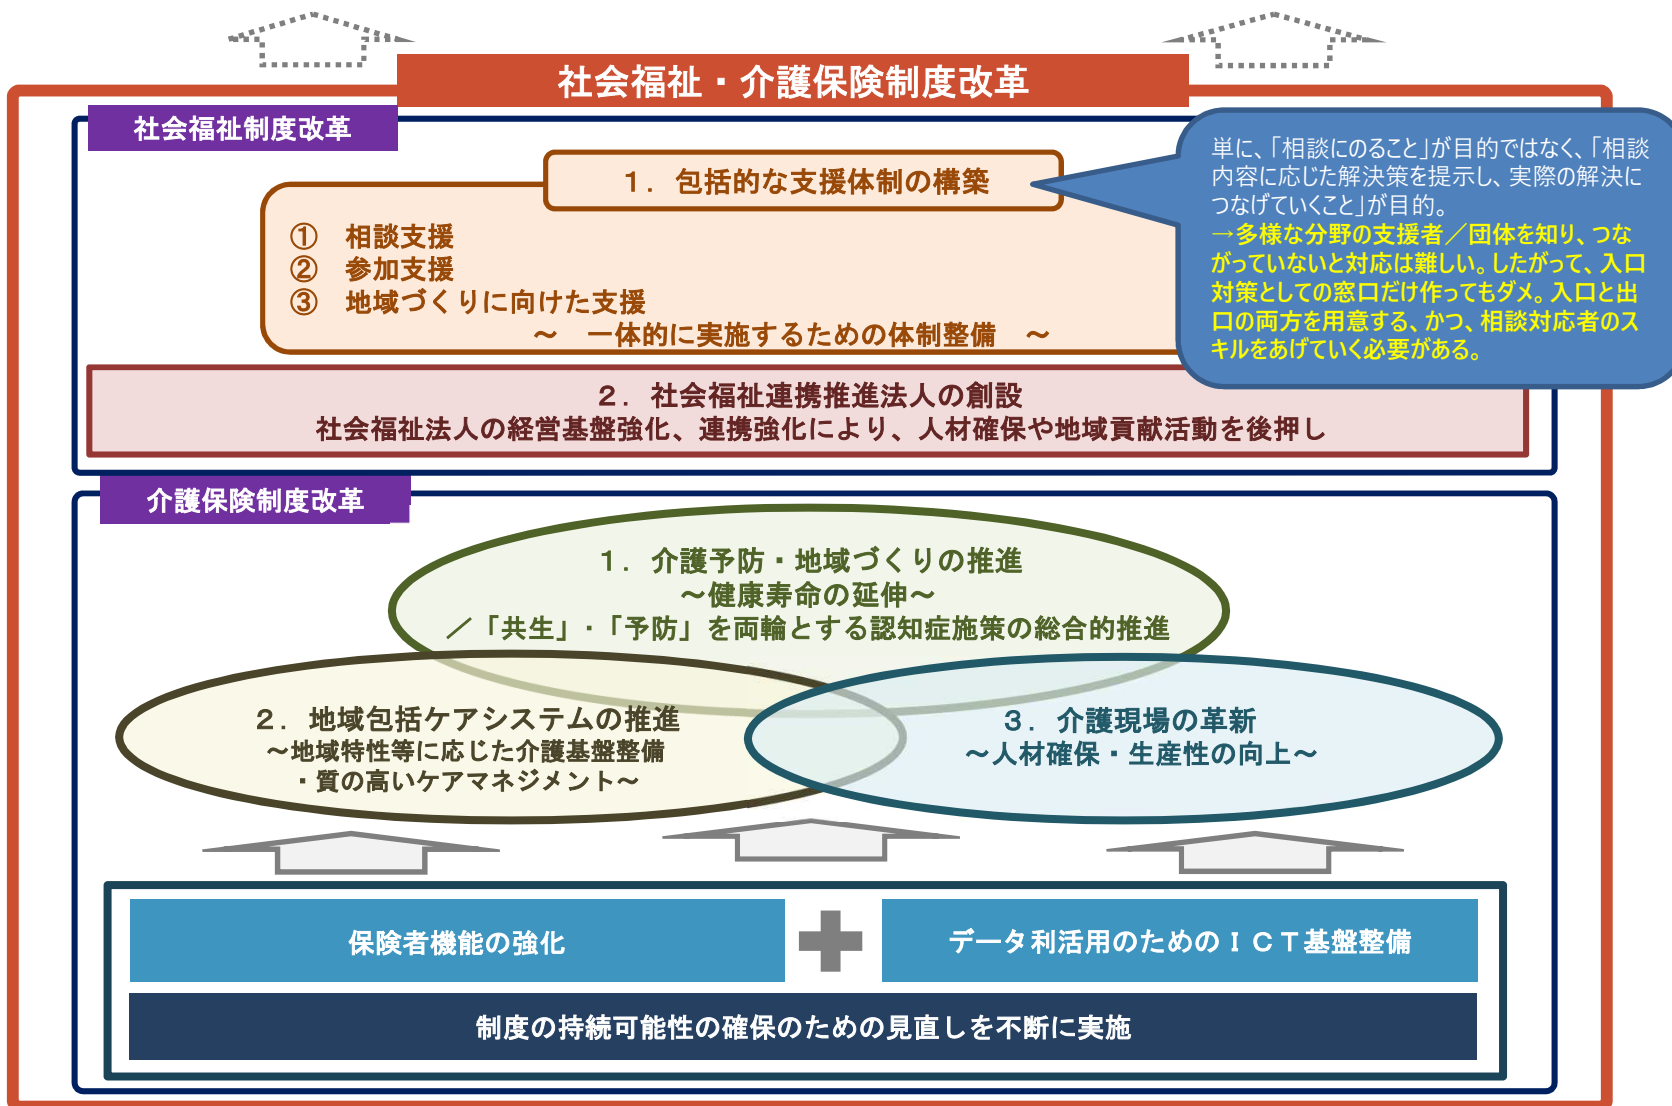 社会福祉・介護保険制度改革
社会福祉制度改革
１．包括的な支援体制の構築
① 相談支援
② 参加支援
③ 地域づくりに向けた支援
～ 一体的に実施するための体制整備 ～
単に、「相談にのること」が目的ではなく、「相談
内容に応じた解決策を提示し、実際の解決に
つなげていくこと」が目的。
→多様な分野の支援者／団体を知り、つな
がっていないと対応は難しい。したがって、入口
対策としての窓口だけ作ってもダメ。入口と出
口の両方を用意する、かつ、相談対応者のス
キルをあげていく必要がある。
２．社会福祉連携推進法人の創設
社会福祉法人の経営基盤強化、連携強化により、人材確保や地域貢献活動を後押し
介護保険制度改革
１．介護予防・地域づくりの推進
～健康寿命の延伸～
／「共生」・「予防」を両輪とする認知症施策の総合的推進
２．地域包括ケアシステムの推進
～地域特性等に応じた介護基盤整備
・質の高いケアマネジメント～
３．介護現場の革新
～人材確保・生産性の向上～
保険者機能の強化
データ利活用のためのＩＣＴ基盤整備
制度の持続可能性の確保のための見直しを不断に実施